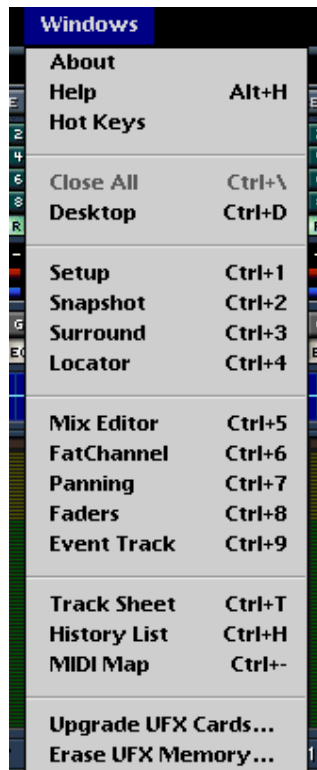 Windows
About
Help Alt+H
Hot Keys
Close All Ctrl+\
Desktop Ctrl+D
Setup Ctrl+1
Snapshot Ctrl+2
Surround Ctrl+3
Locator Ctrl+4
Mix Editor Ctrl+5
FatChannel Ctrl+6
Panning Ctrl+7
Faders Ctrl+8
Event Track Ctrl+9
Track Sheet Ctrl+T
History List Ctrl+H
MIDI Map Ctrl+-
Upgrade UFX Cards...
Erase UFX Memory...